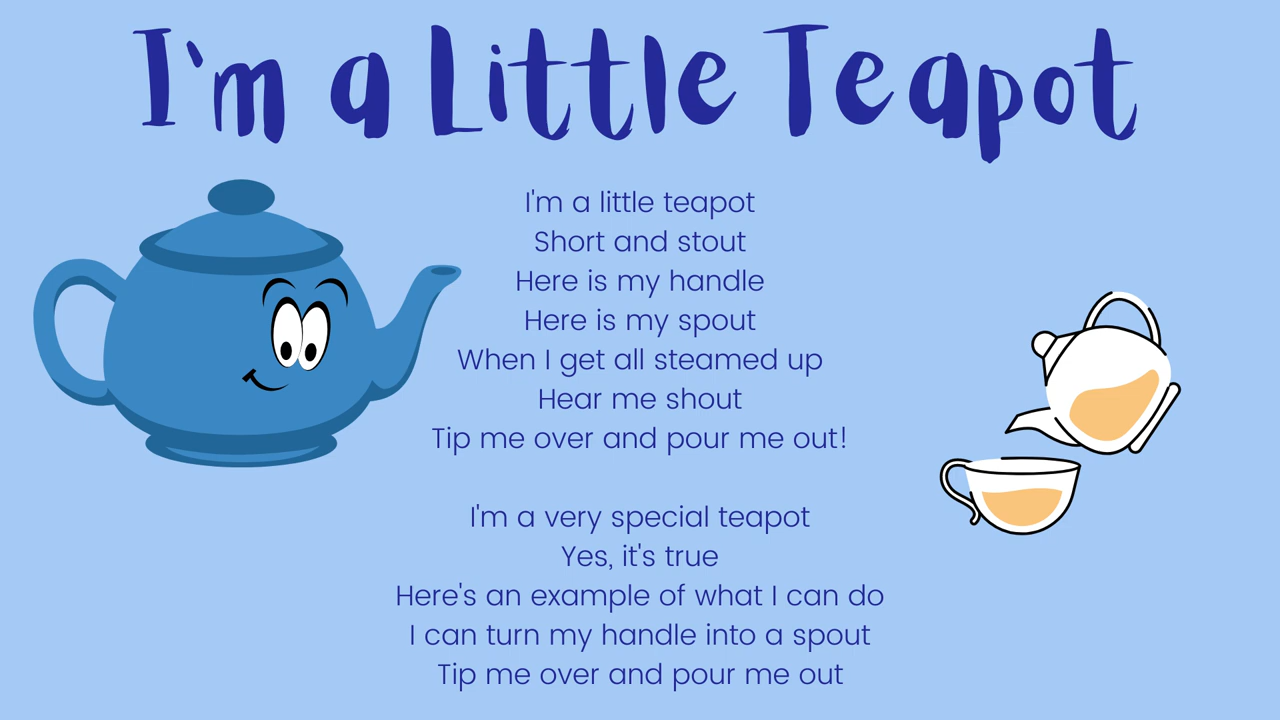 I'm a Little Teapot
I'm a little teapot
Short and stout
Here is my handle
Here is my spout
When I get all steamed up
Hear me shout
Tip me over and pour me out!
I'm a very special teapot
Yes, it's true
Here's an example of what I can do
I can turn my handle into a spout
Tip me over and pour me out